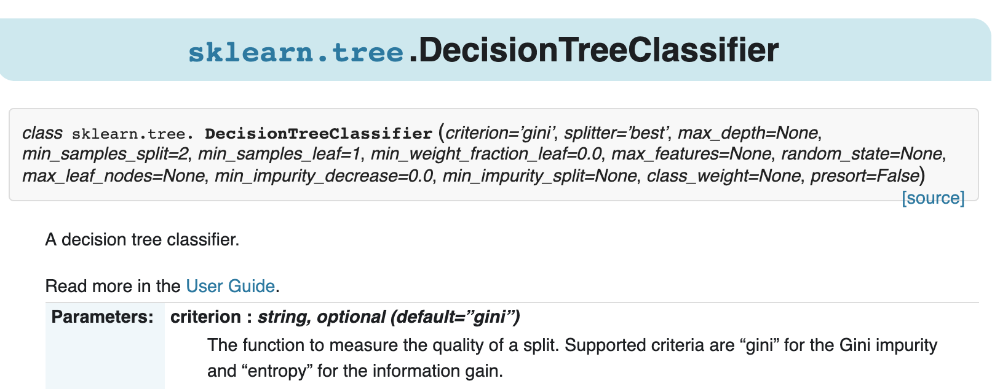 sklearn.tree.DecisionTreeClassifier
class sklearn.tree. DecisionTreeClassifier (criterion=’gini’, splitter=’best’, max_depth=None,
min_samples_split=2, min_samples_leaf=1, min_weight_fraction_leaf=0.0, max_features=None, random_state=None,
max_leaf_nodes=None, min_impurity_decrease=0.0, min_impurity_split=None, class_weight=None, presort=False)
[source]
A decision tree classifier.
Read more in the User Guide.
Parameters: criterion : string, optional (default=”gini”)
The function to measure the quality of a split. Supported criteria are “gini” for the Gini impurity
and “entropy” for the information gain.